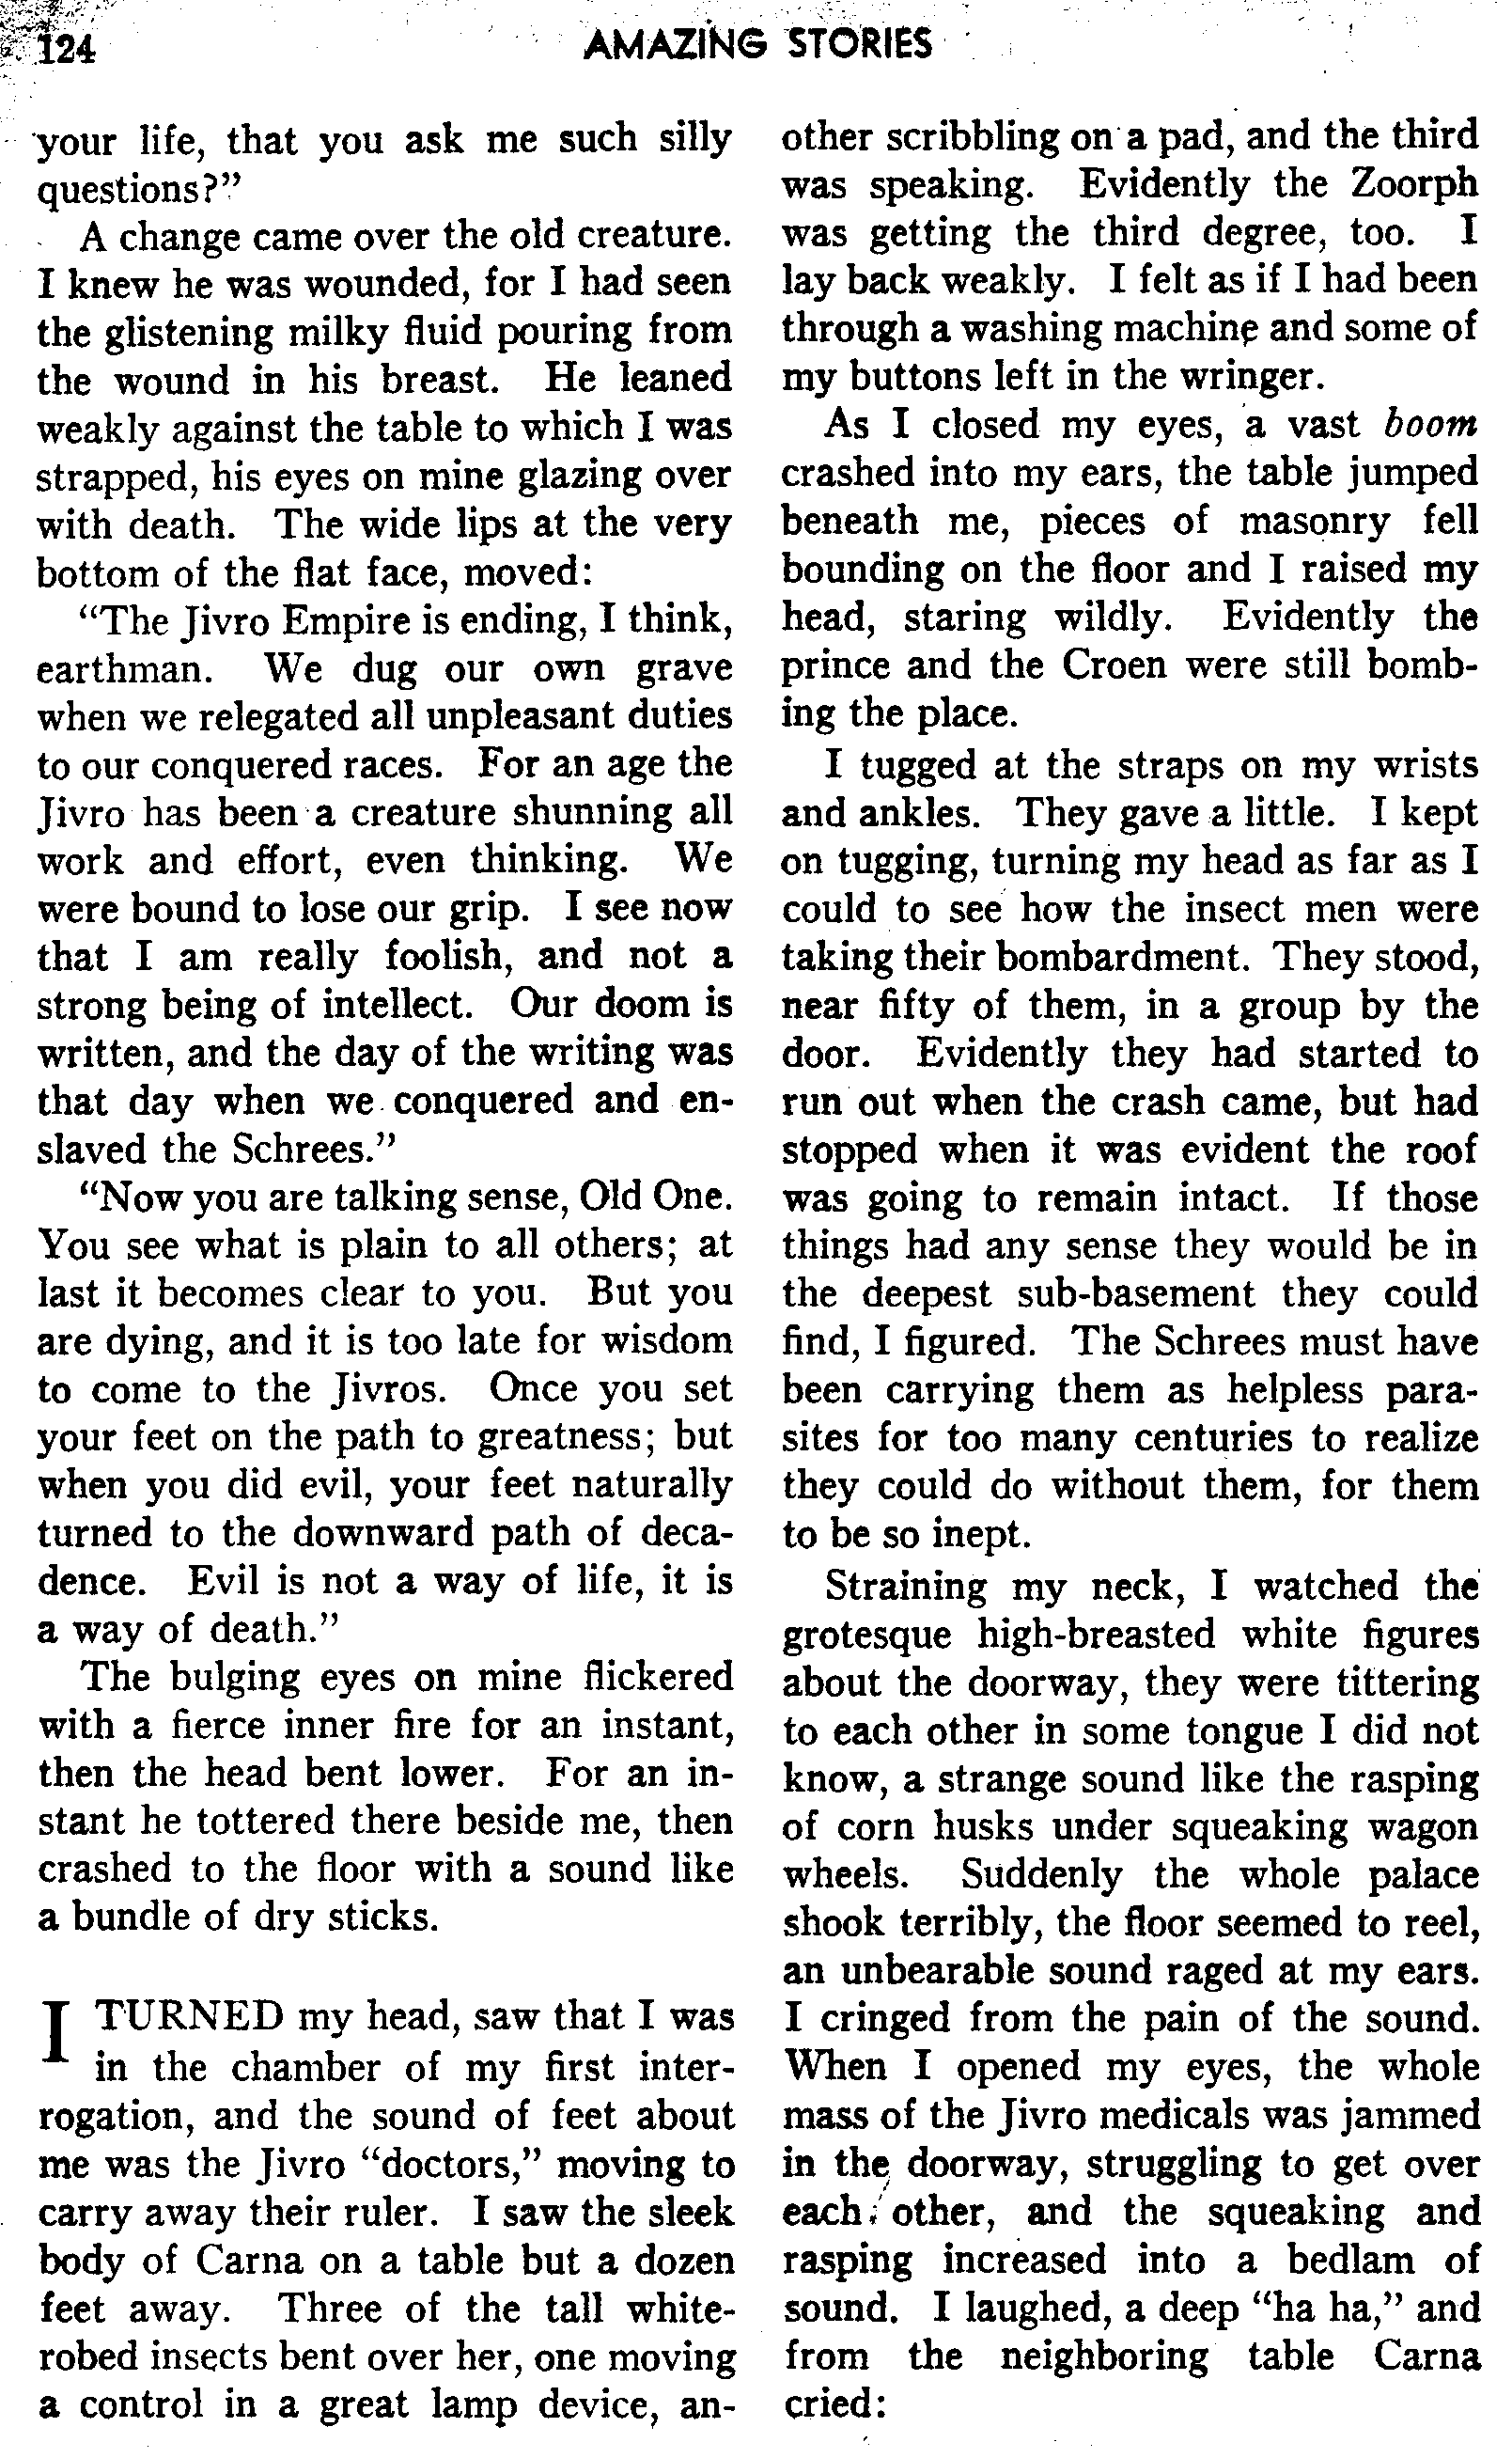 124
AMAZING STORIES
your life, that you ask me such silly
questions?"
A change came over the old creature.
I knew he was wounded, for I had seen
the glistening milky fluid pouring from
the wound in his breast. He leaned
weakly against the table to which I was
strapped, his eyes on mine glazing over
with death. The wide lips at the very
bottom of the flat face, moved:
"The Jivro Empire is ending, I think,
earthman. We dug our own grave
when we relegated all unpleasant duties
to our conquered races. For an age the
Jivro has been a creature shunning all
work and effort, even thinking. We
were bound to lose our grip. I see now
that I am really foolish, and not a
strong being of intellect. Our doom is
written, and the day of the writing was
that day when we conquered and en-
slaved the Schrees."
"Now you are talking sense, Old One.
You see what is plain to all others; at
last it becomes clear to you. But you
are dying, and it is too late for wisdom
to come to the Jivros. Once you set
your feet on the path to greatness; but
when you did evil, your feet naturally
turned to the downward path of deca-
dence. Evil is not a way of life, it is
a way of death."
The bulging eyes on mine flickered
with a fierce inner fire for an instant,
then the head bent lower. For an in-
stant he tottered there beside me, then
crashed to the floor with a sound like
a bundle of dry sticks.
I TURNED my head, saw that I was
in the chamber of my first inter-
rogation, and the sound of feet about
me was the Jivro "doctors," moving to
carry away their ruler. I saw the sleek
body of Carna on a table but a dozen
feet away. Three of the tall white-
robed insects bent over her, one moving
a control in a great lamp device, an-
other scribbling on a pad, and the third
was speaking. Evidently the Zoorph
was getting the third degree, too. I
lay back weakly. I felt as if I had been
through a washing machine and some of
my buttons left in the wringer.
As I closed my eyes, a vast boom
crashed into my ears, the table jumped
beneath me, pieces of masonry fell
bounding on the floor and I raised my
head, staring wildly. Evidently the
prince and the Croen were still bomb-
ing the place.
I tugged at the straps on my wrists
and ankles. They gave a little. I kept
on tugging, turning my head as far as I
could to see how the insect men were
taking their bombardment. They stood,
near fifty of them, in a group by the
door. Evidently they had started to
run out when the crash came, but had
stopped when it was evident the roof
was going to remain intact. If those
things had any sense they would be in
the deepest sub-basement they could
find, I figured. The Schrees must have
been carrying them as helpless para-
sites for too many centuries to realize
they could do without them, for them
to be so inept.
Straining my neck, I watched the
grotesque high-breasted white figures
about the doorway, they were tittering
to each other in some tongue I did not
know, a strange sound like the rasping
of corn husks under squeaking wagon
wheels. Suddenly the whole palace
shook terribly, the floor seemed to reel,
an unbearable sound raged at my ears.
I cringed from the pain of the sound.
When I opened my eyes, the whole
mass of the Jivro medicals was jammed
in the doorway, struggling to get over
each other, and the squeaking and
rasping increased into a bedlam of
sound. I laughed, a deep "ha ha," and
from the neighboring table Carna
cried: